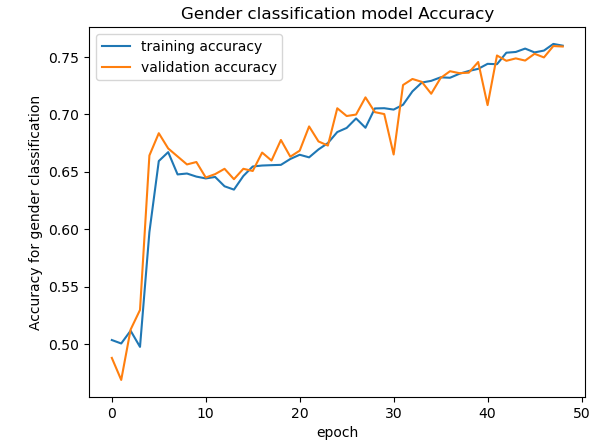 Gender classification model Accuracy
training accuracy
validation accuracy
Accuracy for gender classification
0.75
0.70
0.65
0.60
0.55
0.50
0
10
20
30
40
50
epoch